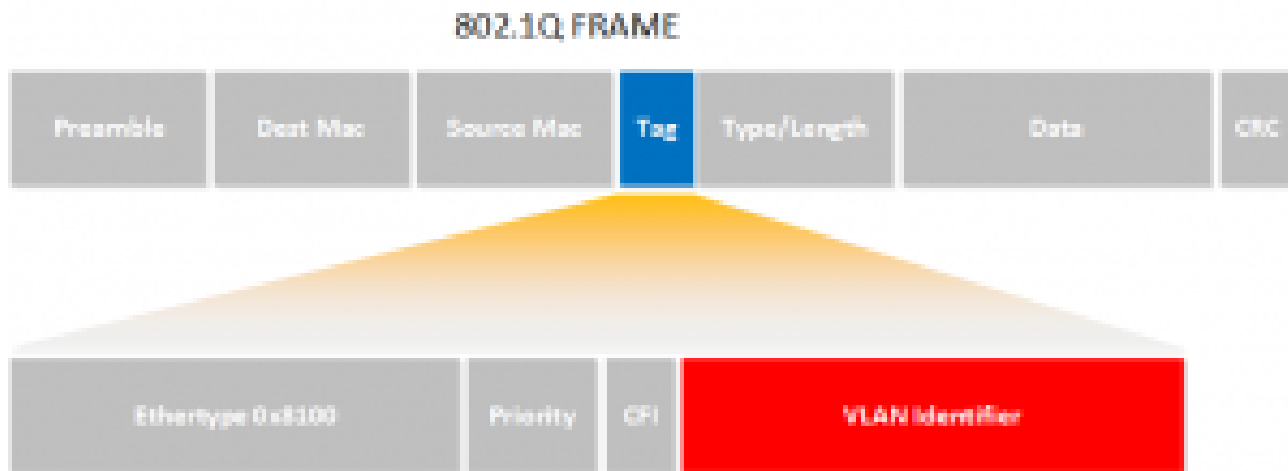 802.1Q FRAME
Preamble Dest Mac Source Mac Tag Type/Length Data CRC
Ethertype 0x8100 Priority CFI VLAN Identifier